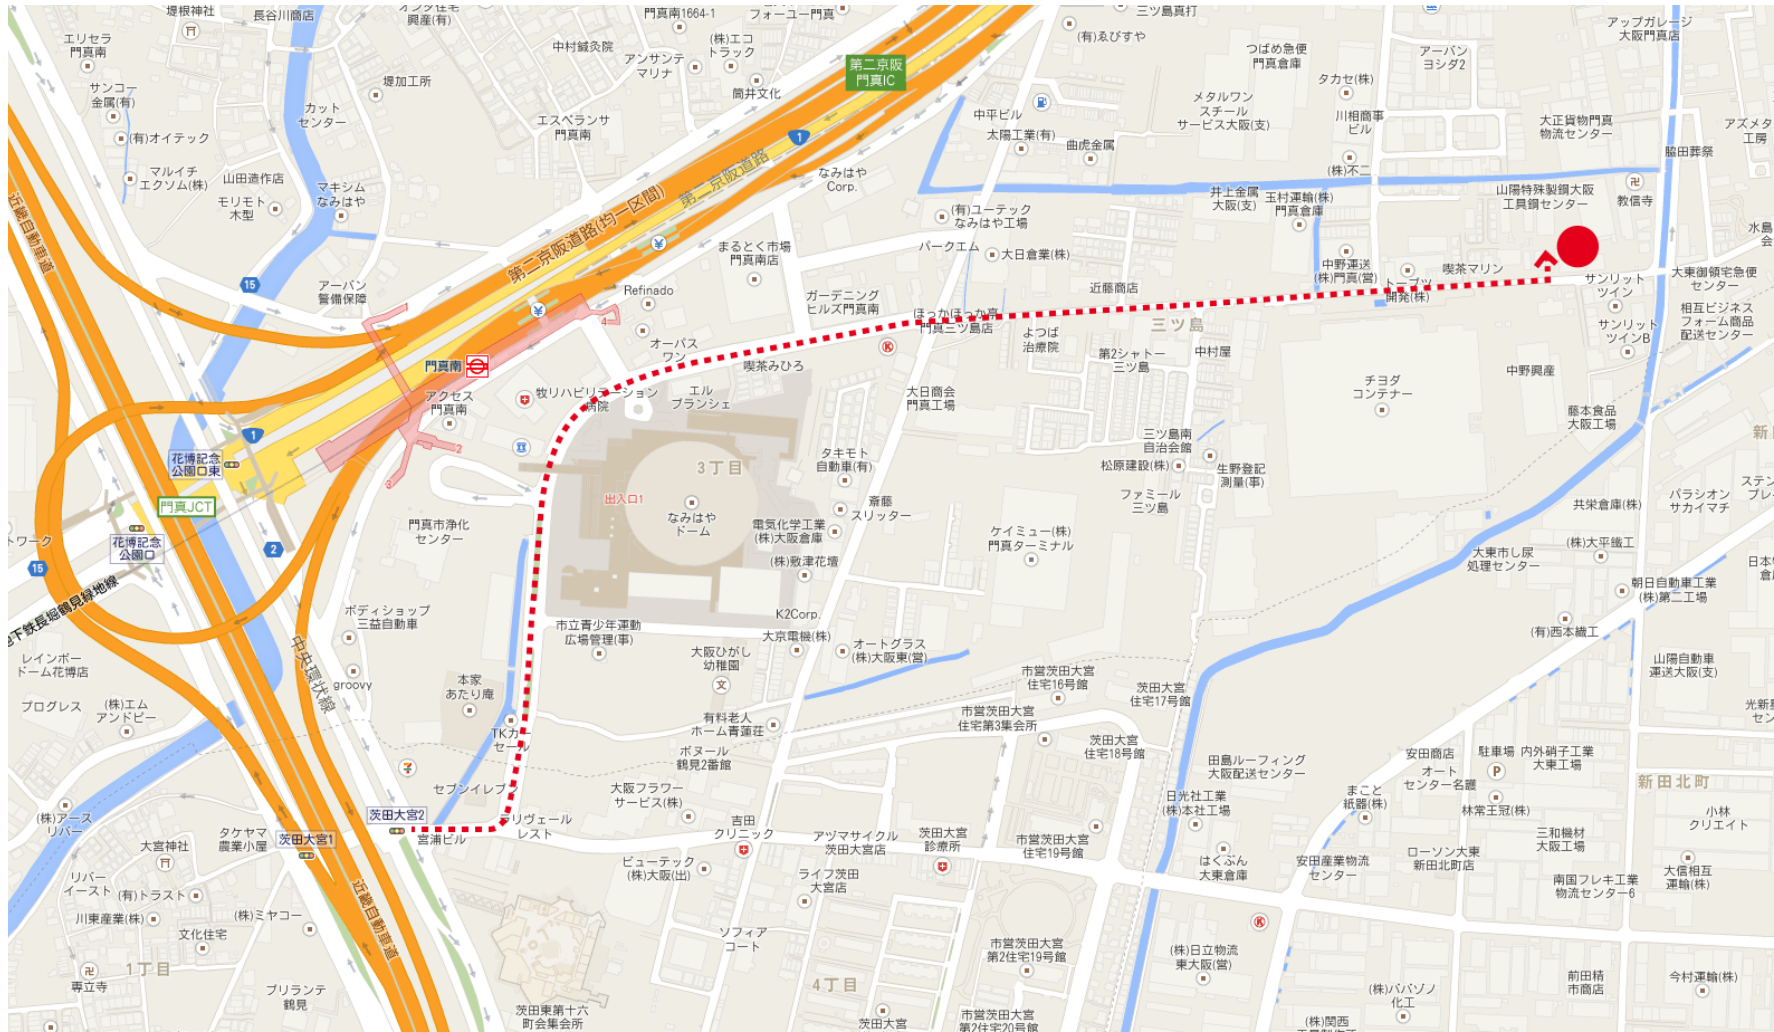 堤根神社
長谷川商店
興産(有)
門真南1664-1
フォーユー門真
三ツ島真打
アップガレージ
大阪門真店
エリセラ
門真南
中村鍼灸院
アンサンテ
マリナ
(株)エコ
トラック
第二京阪
門真IC
(有)ゑびすや
つばめ急便
門真倉庫
アーバン
ヨシダ2
サンコー
金属(有)
カット
センター
堤加工所
筒井文化
エスペランサ
門真南
タカセ(株)
中平ビル
メタルワン
スチール
サービス大阪(支)
川相商事
ビル
大正貨物門真
物流センター
アズメタ
工房
(有)オイテック
太陽工業(有)
曲虎金属
脇田葬祭
1
マルイチ
エクソム(株)
山田造作店
モリモト
木型
マキシム
なみはや
なみはや
Corp.
第二京阪道路
(株)不二
井上金属
大阪(支)
玉村運輸(株)
門真倉庫
山陽特殊製鋼大阪
工具鋼センター
教信寺
近畿自動車道
第二京阪道路(均一区間)
(有)ユーテック
なみはや工場
まるとく市場
門真南店
パークエム
大日倉業(株)
中野運送
(株)門真(営)
喫茶マリン
トーブツ
開発(株)
サンリット
ツイン
大東御領宅急便
センター
水島
会
15
アーバン
警備保障
Refinado
ガーデニング
ヒルズ門真南
近藤商店
ほっかほっか亭
門真三ツ島店
三ツ島
サンリット
ツインB
相互ビジネス
フォーム商品
配送センター
4
オーパス
ワン
喫茶みひろ
よつば
治療院
第2シャトー
三ツ島
中村屋
門真南
アクセス
門真南
牧リハビリテーション
病院
エル
ブランシェ
大日商会
門真工場
チヨダ
コンテナー
中野興産
藤本食品
大阪工場
1
2
3
花博記念
公園口東
3丁目
出入口1
タキモト
自動車(有)
三ツ島南
自治会館
松原建設(株)
生野登記
測量(事)
ファミール
三ツ島
共栄倉庫(株)
パラシオン
サカイマチ
門真JCT
花博記念
公園口
2
15
門真市浄化
センター
なみはや
ドーム
電気化学工業
(株)大阪倉庫
斎藤
スリッター
ケイミュー(株)
門真ターミナル
(株)敷津花壇
大東市し尿
処理センター
(株)大平鐵工
朝日自動車工業
(株)第二工場
地下鉄長堀鶴見緑地線
ボディショップ
三益自動車
K2Corp.
市立青少年運動
広場管理(事)
大京電機(株)
オートグラス
(株)大阪東(営)
(有)西本織工
レインボー
ドーム花博店
中央環状線
groovy
本家
あたり庵
大阪ひがし
幼稚園
市営茨田大宮
住宅16号館
茨田大宮
住宅17号館
山陽自動車
運送大阪(支)
プログレス
(株)エム
アンドビー
有料老人
ホーム青蓮荘
市営茨田大宮
住宅第3集会所
茨田大宮
住宅18号館
ボヌール
鶴見2番館
田島ルーフィング
大阪配送センター
安田商店
オート
センター名護
駐車場
内外硝子工業
大東工場
新田北町
大阪フラワー
サービス(株)
日光社工業
(株)本社工場
まこと
紙器(株)
林常王冠(株)
小林
クリエイト
(株)アース
リバー
茨田大宮2
茨田大宮1
宮浦ビル
吉田
クリニック
アヅマサイクル
茨田大宮店
茨田大宮
診療所
市営茨田大宮
住宅19号館
三和機材
大阪工場
大宮神社
タケヤマ
農業小屋
ビューテック
(株)大阪(出)
ライフ茨田
大宮店
はくぶん
大東倉庫
安田産業物流
センター
ローソン大東
新田北町店
南国フレキ工業
物流センター6
大信相互
運輸(株)
リバー
イースト
(有)トラスト
川東産業(株)
(株)ミヤコー
文化住宅
近畿自動車道
ソフィア
コート
市営茨田大宮
第2住宅19号館
(株)日立物流
東大阪(営)
1丁目
専立寺
ブリランテ
鶴見
茨田東第十六
町会集会所
4丁目
茨田大宮
市営茨田大宮
第2住宅20号館
(株)パパゾノ
化工
(株)関西
前田精
市商店
今村運輸(株)